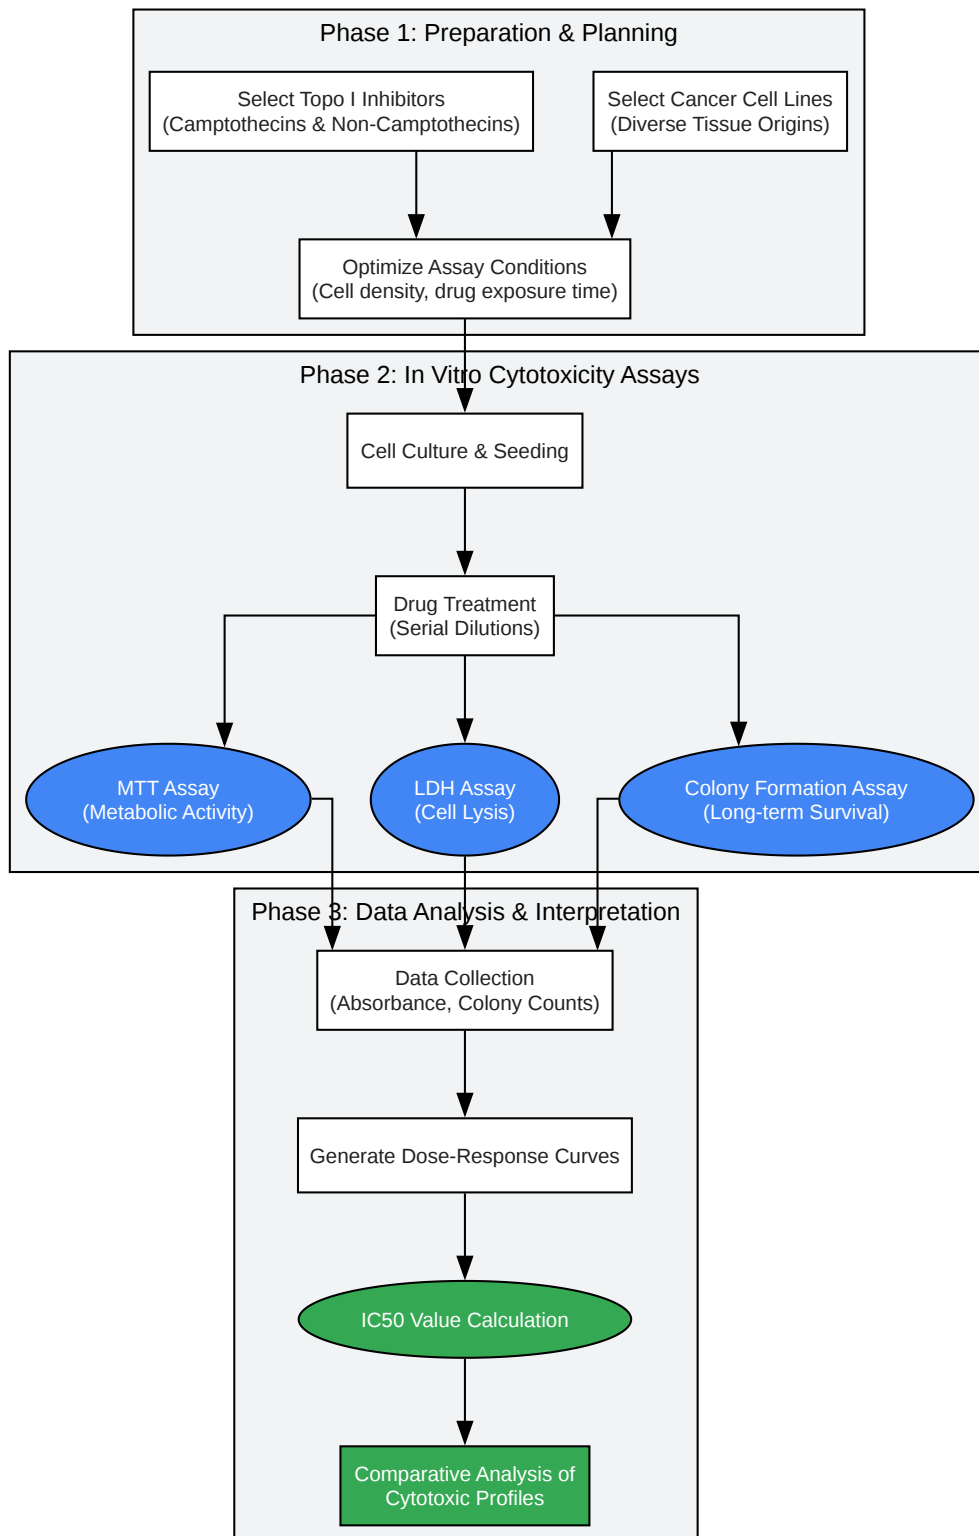 Phase 1: Preparation & Planning
Select Topo I Inhibitors
(Camptothecins & Non-Camptothecins)
Select Cancer Cell Lines
(Diverse Tissue Origins)
Optimize Assay Conditions
(Cell density, drug exposure time)
Phase 2: In Vitro Cytotoxicity Assays
Cell Culture & Seeding
Drug Treatment
(Serial Dilutions)
MTT Assay
(Metabolic Activity)
LDH Assay
(Cell Lysis)
Colony Formation Assay
(Long-term Survival)
Phase 3: Data Analysis & Interpretation
Data Collection
(Absorbance, Colony Counts)
Generate Dose-Response Curves
IC50 Value Calculation
Comparative Analysis of
Cytotoxic Profiles